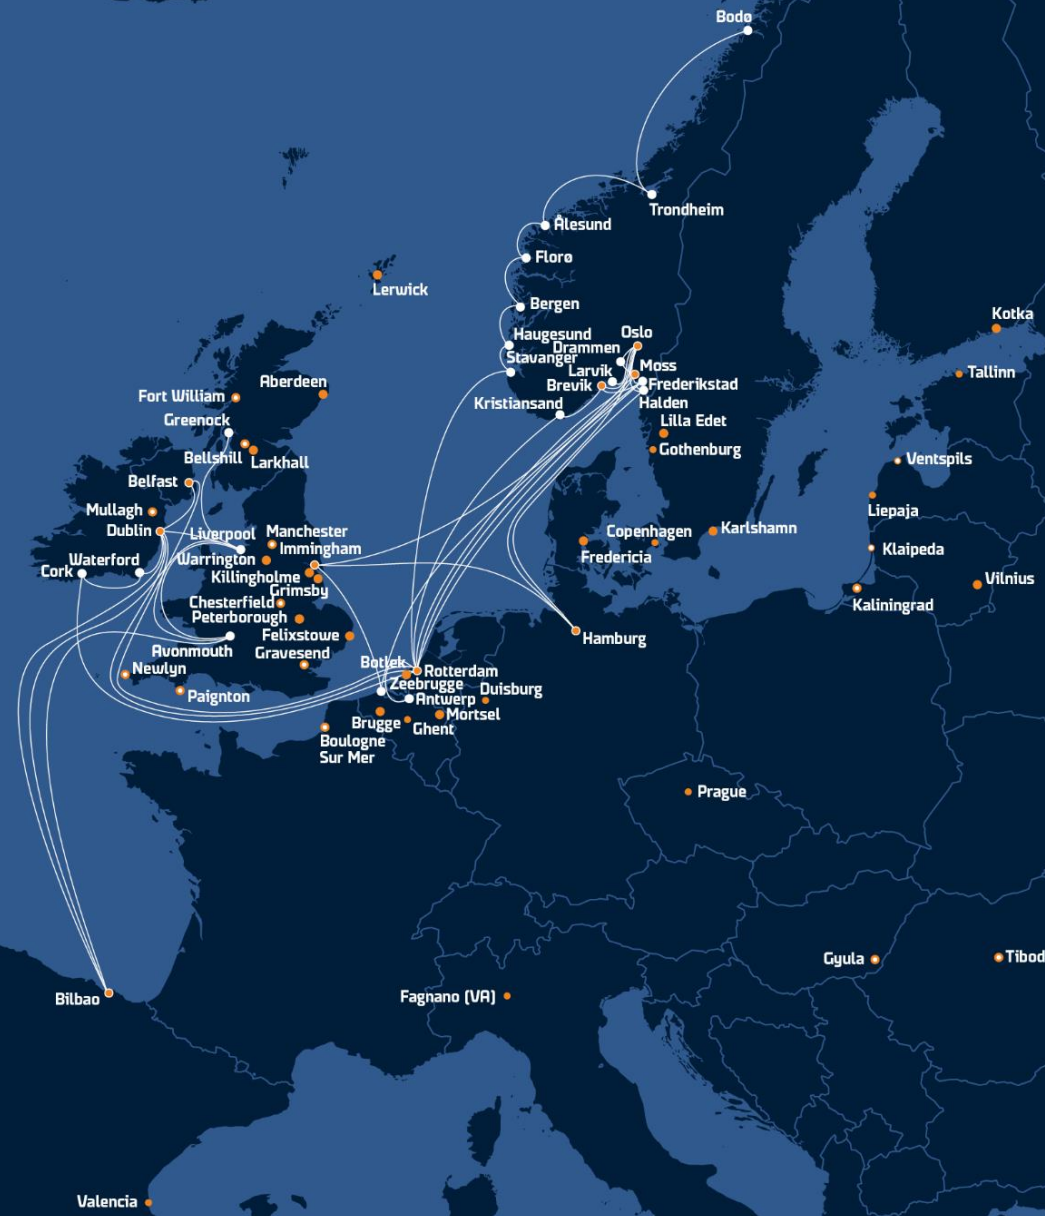 Bodø
Trondheim
Ålesund
Florø
Lerwick
Bergen
Kotka
Haugesund
Oslo
Drammen
Stavanger
Moss
Larvik
Tallinn
Aberdeen
Brevik
Frederikstad
Fort William
Kristiansand
Halden
Greenock
Lilla Edet
Gothenburg
Bellshill
Larkhall
Ventspils
Belfast
Mullagh
Liepaja
Dublin
Liverpool
Manchester
Copenhagen
Karlshamn
Immingham
Klaipeda
Waterford
Warrington
Fredericia
Cork
Killingholme
Vilnius
Grimsby
Chesterfield
Kaliningrad
Peterborough
Felixstowe
Hamburg
Avonmouth
Gravesend
Botlek
Newlyn
Rotterdam
Zeebrugge
Duisburg
Paignton
Antwerp
Mortsel
Brugge
Ghent
Boulogne
Sur Mer
Prague
Gyula
Tibod
Bilbao
Fagnano (VA)
Valencia